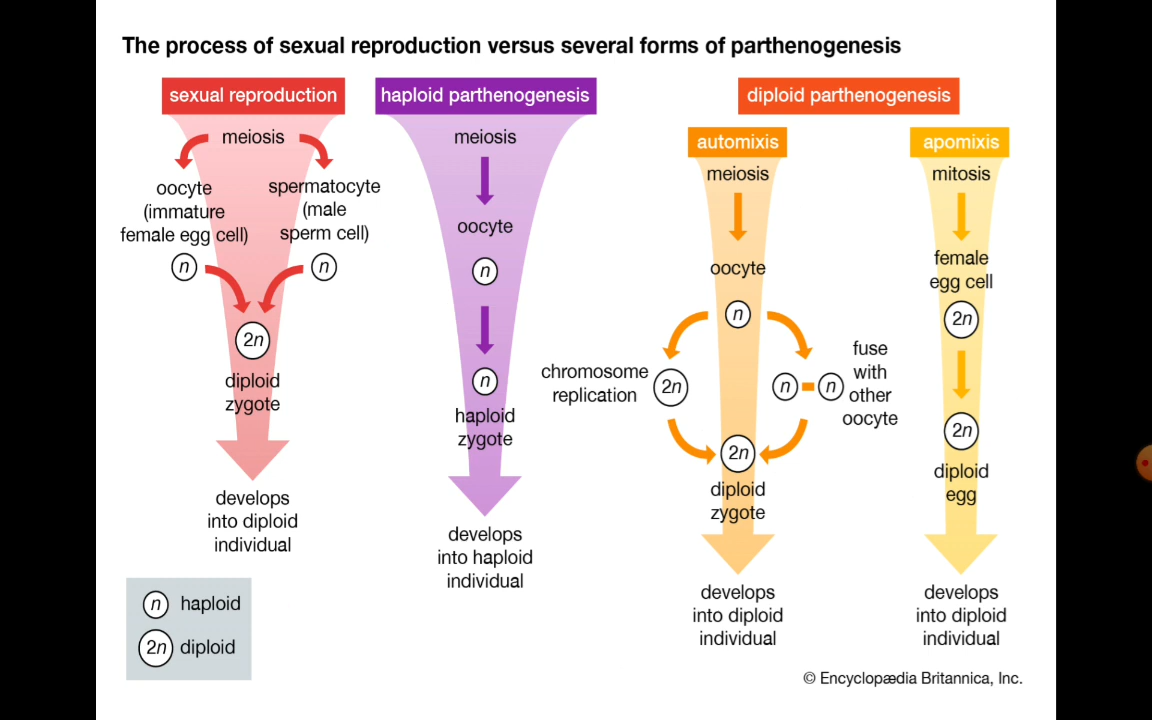 The process of sexual reproduction versus several forms of parthenogenesis
sexual reproduction
meiosis
oocyte
(immature
female egg cell)
n
spermatocyte
(male
sperm cell)
n
2n
diploid
zygote
develops
into diploid
individual
haploid parthenogenesis
meiosis
oocyte
n
n
haploid
zygote
develops
into haploid
individual
diploid parthenogenesis
automixis
meiosis
oocyte
n
chromosome
replication
2n
n
n
fuse
with
other
oocyte
2n
diploid
zygote
develops
into diploid
individual
apomixis
mitosis
female
egg cell
2n
2n
diploid
egg
develops
into diploid
individual
n haploid
2n diploid
© Encyclopædia Britannica, Inc.